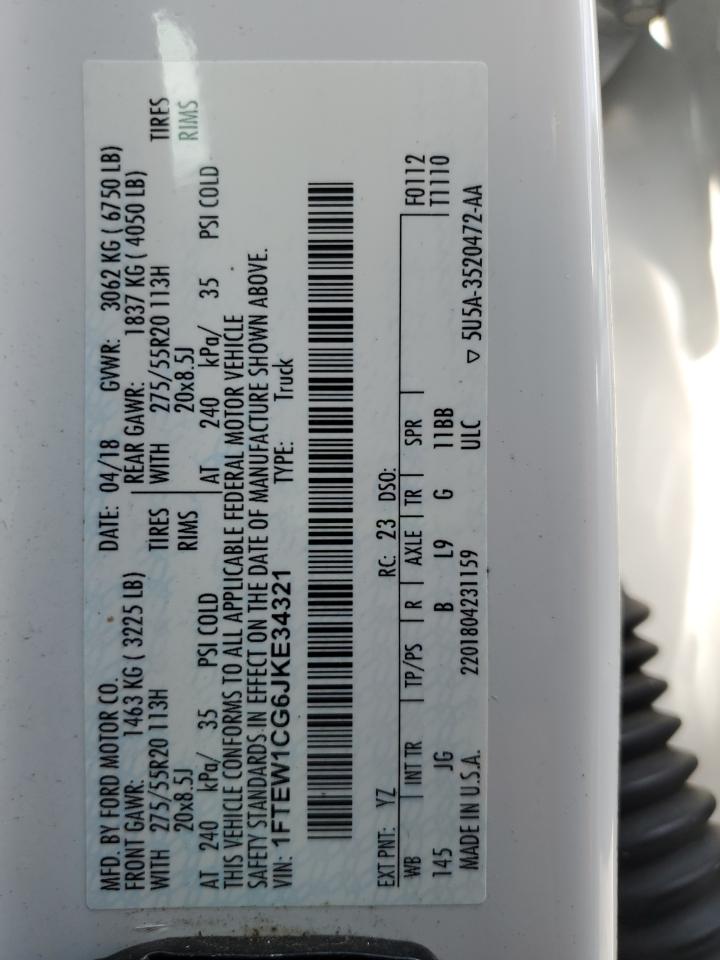 MFD. BY FORD MOTOR CO. DATE: 04/18 GVWR: 3062 KG ( 6750 LB)
FRONT GAWR: 1463 KG ( 3225 LB) REAR GAWR: 1837 KG ( 4050 LB)
WITH 275/55R20 113H TIRES WITH 275/55R20 113H TIRES
20x8.5J RIMS 20x8.5J RIMS
AT 240 kPa/ 35 PSI COLD AT 240 kPa/ 35 PSI COLD
THIS VEHICLE CONFORMS TO ALL APPLICABLE FEDERAL MOTOR VEHICLE
SAFETY STANDARDS IN EFFECT ON THE DATE OF MANUFACTURE SHOWN ABOVE.
VIN: 1FTEW1CG6JKE34321 TYPE: Truck
EXT PNT: YZ RC: 23 DSO:
WB INT TR TP/PS R AXLE TR SPR F0112
145 JG B L9 G 11BB T1110
MADE IN U.S.A. 2201804231159 ULC ▽ 5U5A-3520472-AA